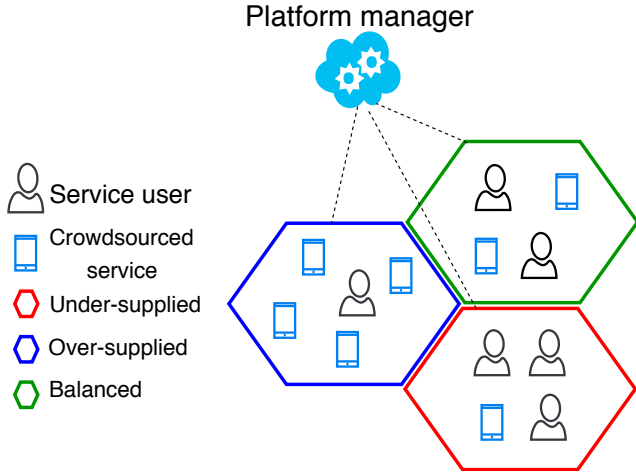 Platform manager
Service user
Crowdsourced
service
Under-supplied
Over-supplied
Balanced